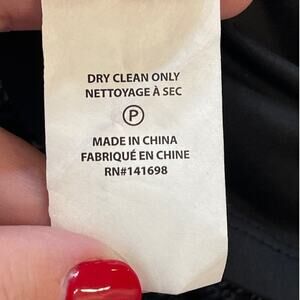 DRY CLEAN ONLY
NETTOYAGE À SEC
P
MADE IN CHINA
FABRIQUÉ EN CHINE
RN#141698